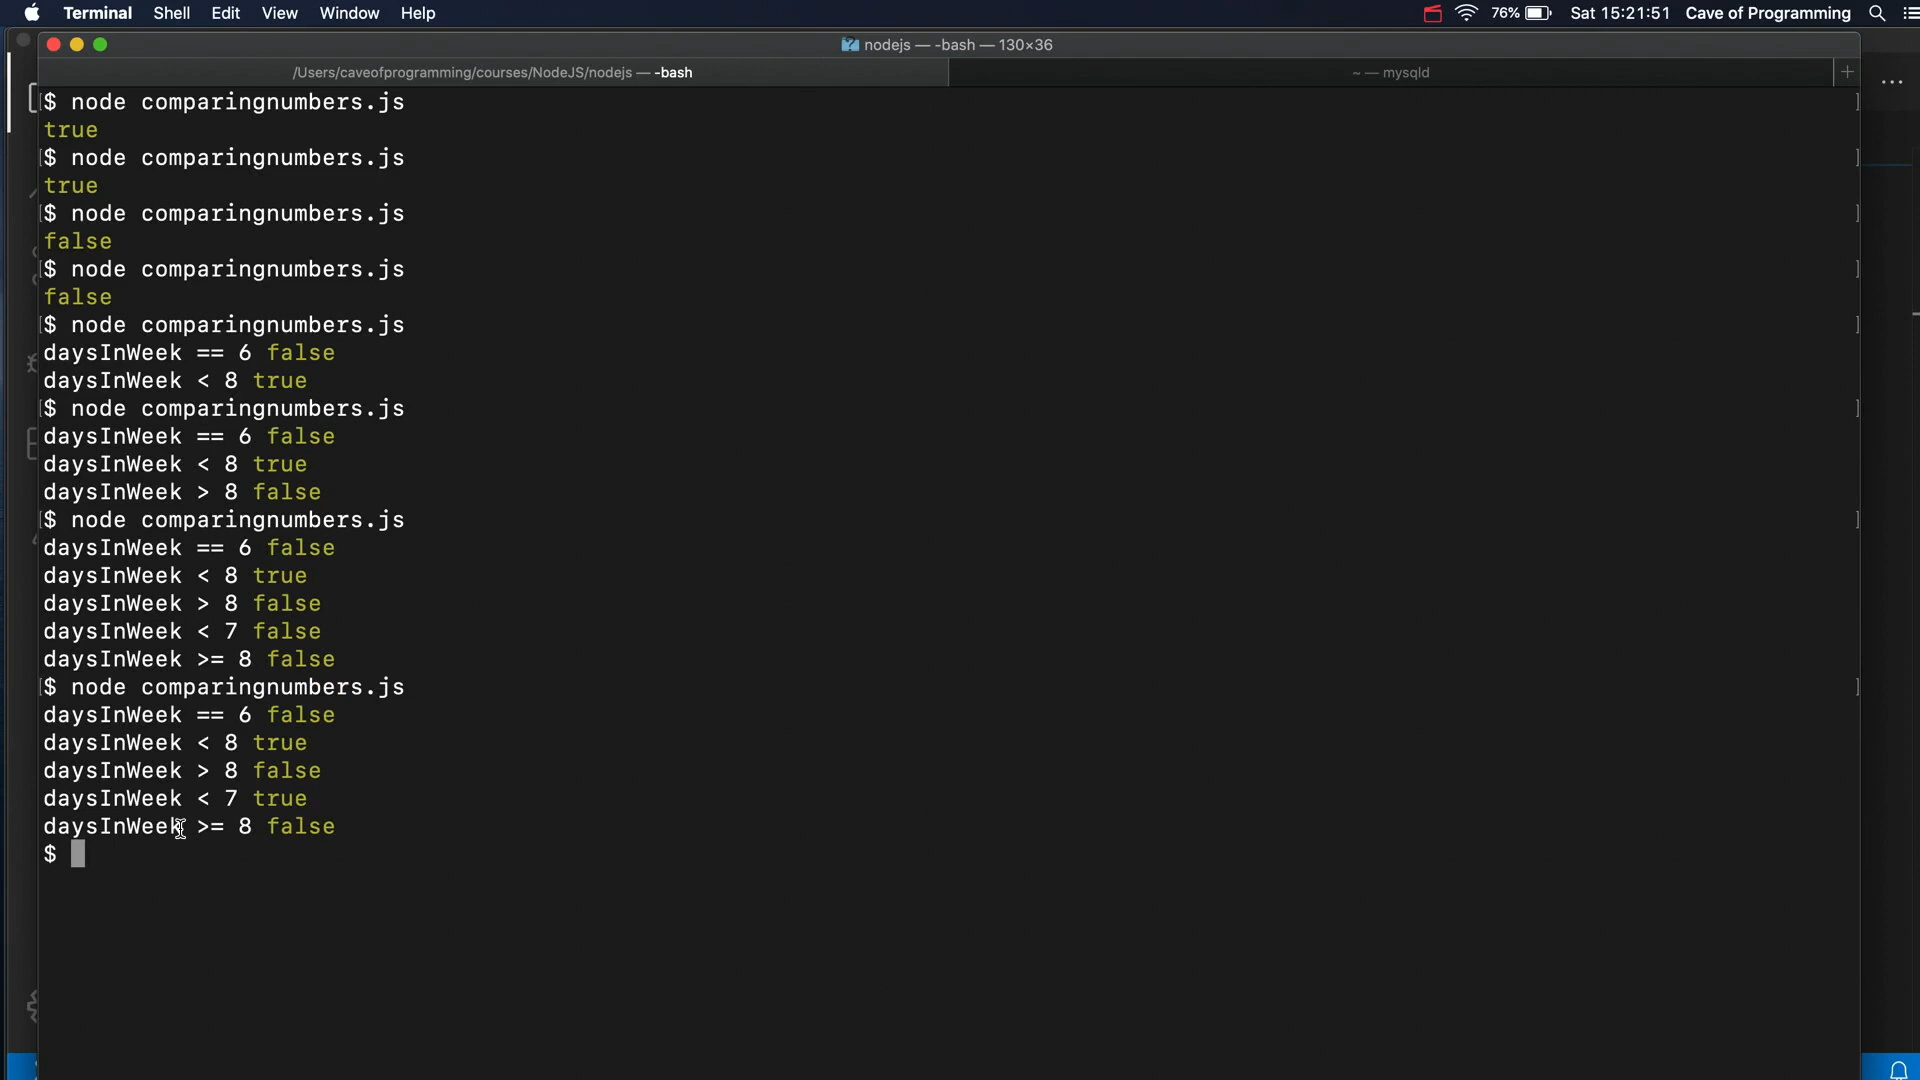 Terminal Shell Edit View Window Help 76% Sat 15:21:51 Cave of Programming
nodejs — -bash — 130×36
/Users/caveofprogramming/courses/NodeJS/nodejs — -bash ~ — mysqld +
[$ node comparingnumbers.js ]
true
[$ node comparingnumbers.js ]
true
[$ node comparingnumbers.js ]
false
[$ node comparingnumbers.js ]
false
[$ node comparingnumbers.js ]
daysInWeek == 6 false
daysInWeek < 8 true
[$ node comparingnumbers.js ]
daysInWeek == 6 false
daysInWeek < 8 true
daysInWeek > 8 false
[$ node comparingnumbers.js ]
daysInWeek == 6 false
daysInWeek < 8 true
daysInWeek > 8 false
daysInWeek < 7 false
daysInWeek >= 8 false
[$ node comparingnumbers.js ]
daysInWeek == 6 false
daysInWeek < 8 true
daysInWeek > 8 false
daysInWeek < 7 true
daysInWeek >= 8 false
$